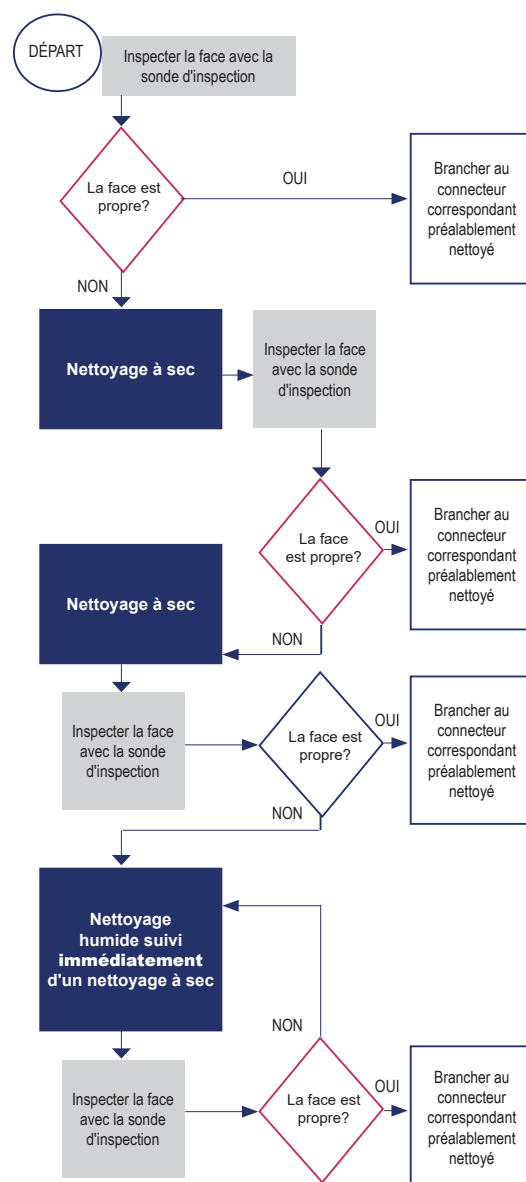 DÉPART
Inspecter la face avec la
sonde d'inspection
La face est
propre?
OUI
Brancher au
connecteur
correspondant
préalablement
nettoyé
NON
Nettoyage à sec
Inspecter la face
avec la sonde
d'inspection
La face
est propre?
OUI
Brancher au
connecteur
correspondant
préalablement
nettoyé
NON
Nettoyage à sec
Inspecter la face
avec la sonde
d'inspection
La face est
propre?
OUI
Brancher au
connecteur
correspondant
préalablement
nettoyé
NON
Nettoyage
humide suivi
immédiatement
d'un nettoyage à sec
NON
Inspecter la face
avec la sonde
d'inspection
La face est
propre?
OUI
Brancher au
connecteur
correspondant
préalablement
nettoyé